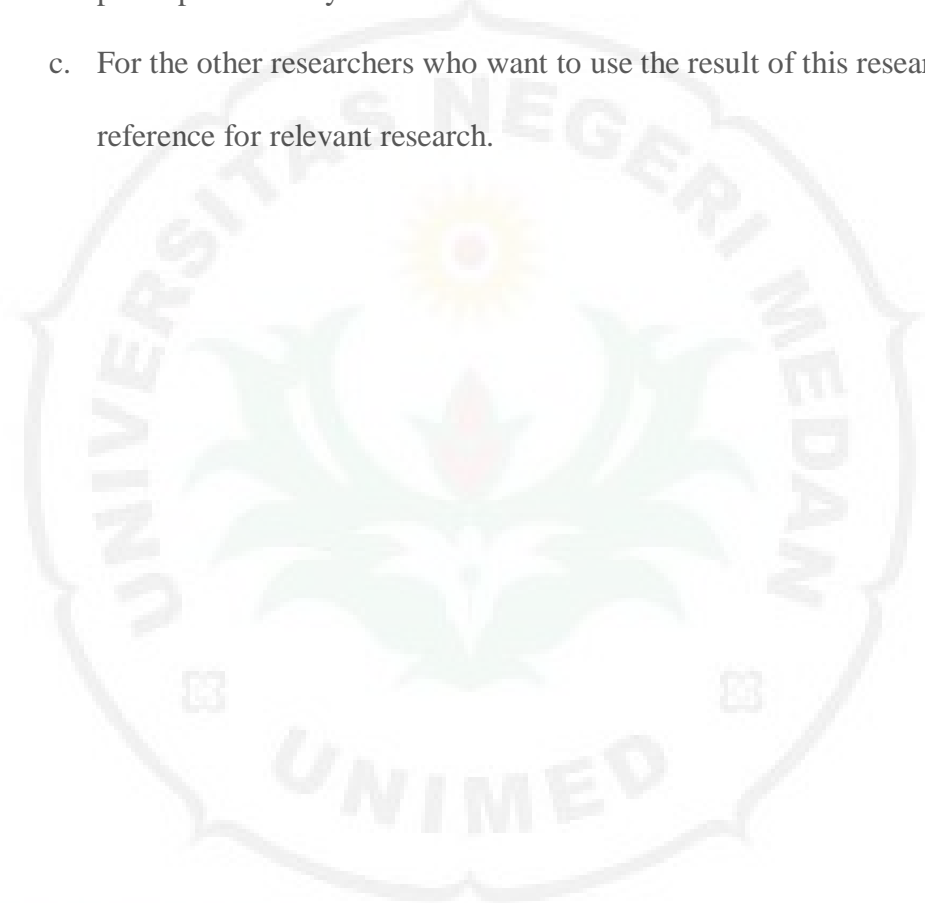 c. For the other researchers who want to use the result of this
reference for relevant research.
UNIVERSITAS NEGERI MEDAN
UNIMED